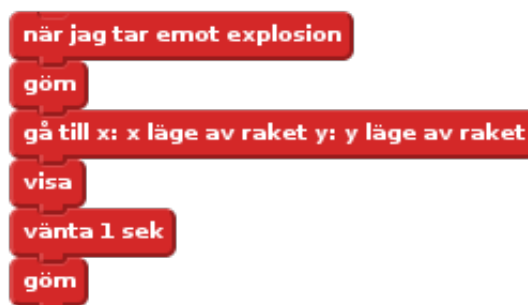 när jag tar emot explosion
göm
gå till x: x läge av raket y: y läge av raket
visa
vänta 1 sek
göm